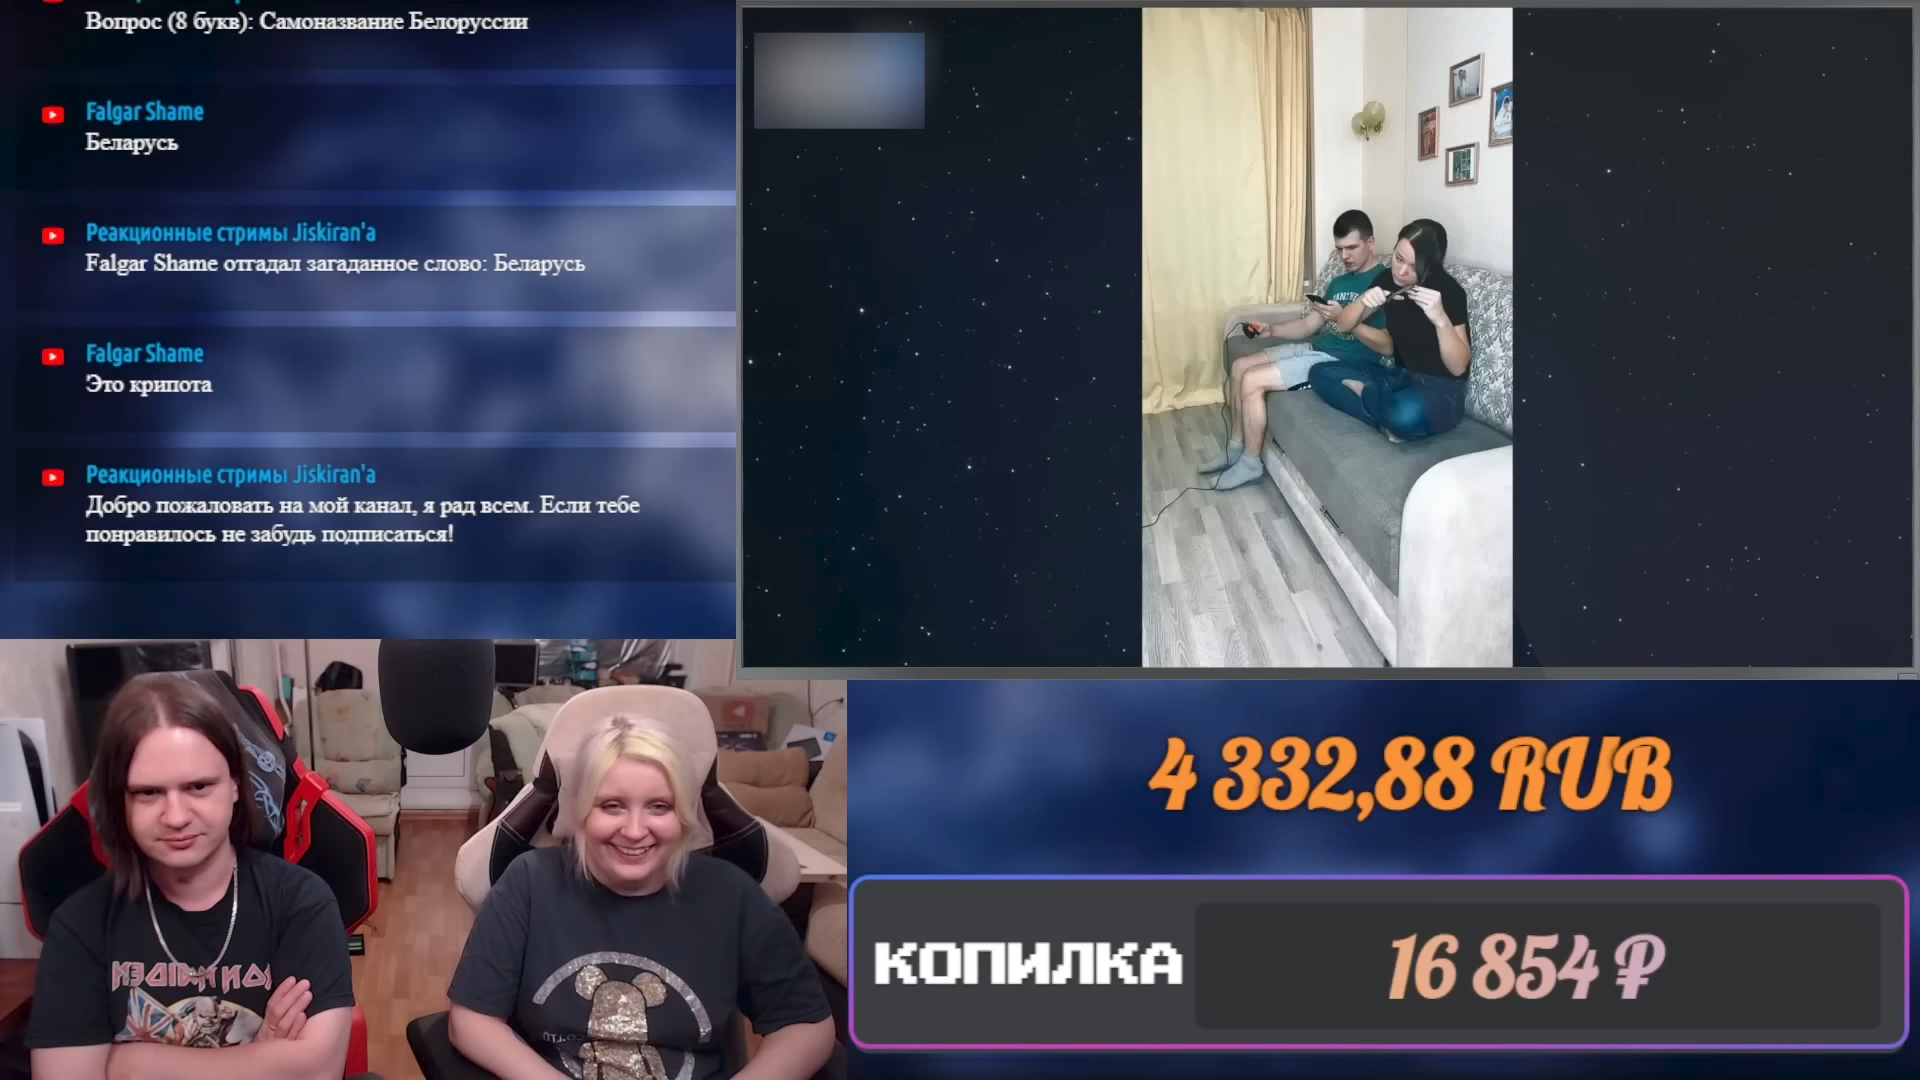 Вопрос (8 букв): Самоназвание Белоруссии
Falgar Shame
Беларусь
Реакционные стримы Jiskiran'а
Falgar Shame отгадал загаданное слово: Беларусь
Falgar Shame
Это крипота
Реакционные стримы Jiskiran'а
Добро пожаловать на мой канал, я рад всем. Если тебе
понравилось не забудь подписаться!
4 332,88 RUB
КОПИЛКА
16 854 ₽